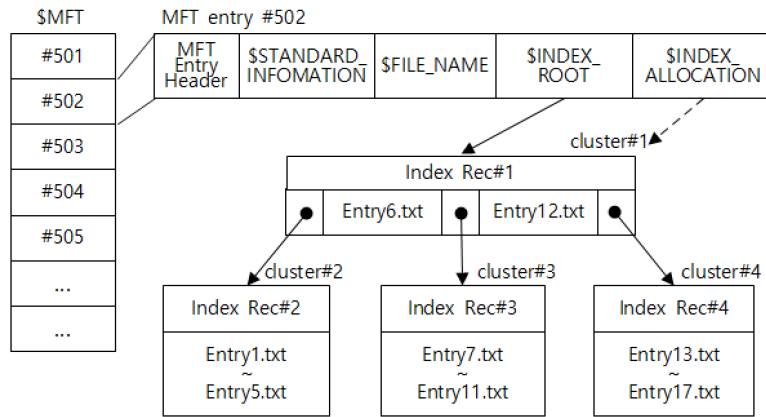 $MFT
MFT entry #502
#501
#502
#503
#504
#505
...
...
MFT
Entry
Header
$STANDARD_
INFOMATION
$FILE_NAME
$INDEX_
ROOT
$INDEX_
ALLOCATION
cluster#1
Index Rec#1
Entry6.txt
Entry12.txt
cluster#2
cluster#3
cluster#4
Index Rec#2
Entry1.txt
~
Entry5.txt
Index Rec#3
Entry7.txt
~
Entry11.txt
Index Rec#4
Entry13.txt
~
Entry17.txt